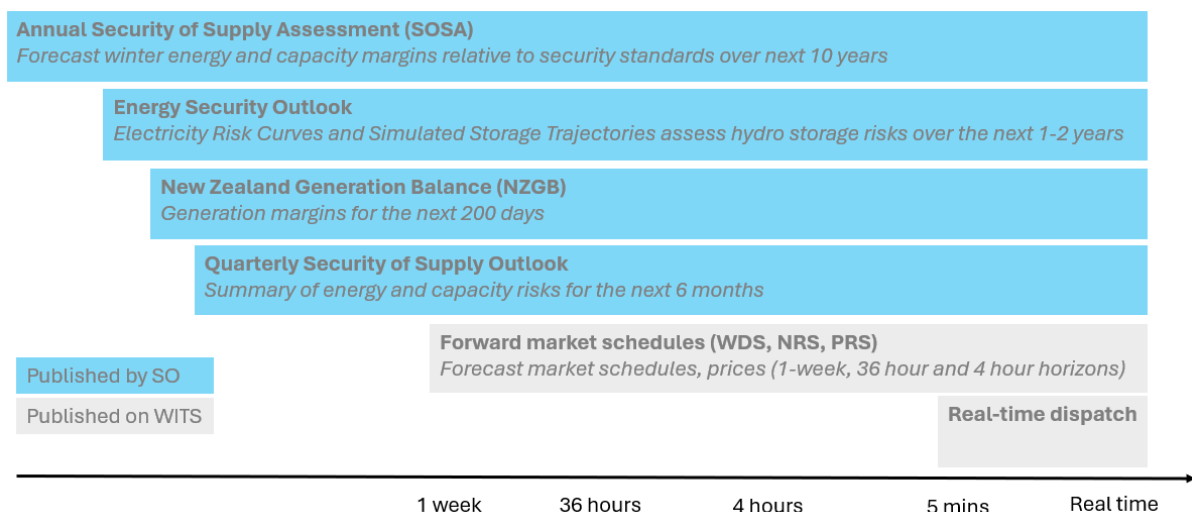 Annual Security of Supply Assessment (SOSA)
Forecast winter energy and capacity margins relative to security standards over next 10 years
Energy Security Outlook
Electricity Risk Curves and Simulated Storage Trajectories assess hydro storage risks over the next 1-2 years
New Zealand Generation Balance (NZGB)
Generation margins for the next 200 days
Quarterly Security of Supply Outlook
Summary of energy and capacity risks for the next 6 months
Forward market schedules (WDS, NRS, PRS)
Forecast market schedules, prices (1-week, 36 hour and 4 hour horizons)
Published by SO
Published on WITS
Real-time dispatch
1 week 36 hours 4 hours 5 mins Real time